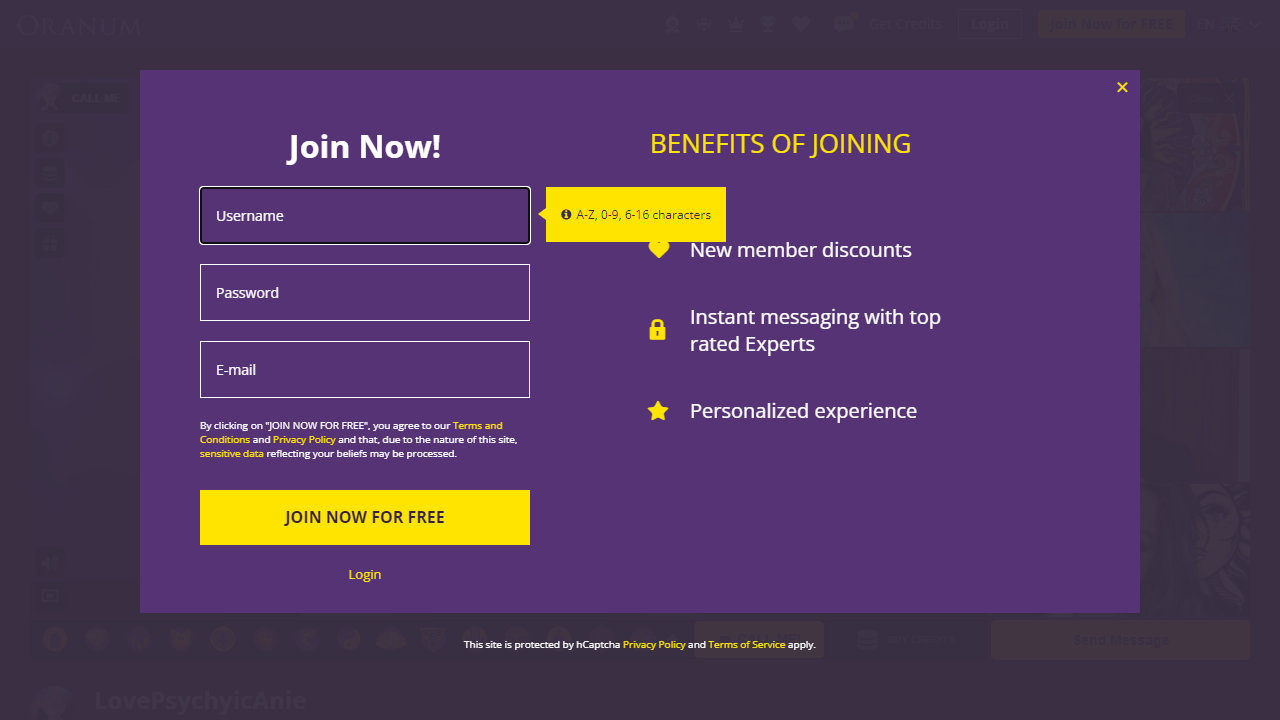 ORANUM
Get Credits
Login
Join Now for FREE
EN
CALL ME
Join Now!
BENEFITS OF JOINING
Username
A-Z, 0-9, 6-16 characters
New member discounts
Password
Instant messaging with top
rated Experts
E-mail
Personalized experience
By clicking on "JOIN NOW FOR FREE", you agree to our Terms and
Conditions and Privacy Policy and that, due to the nature of this site,
sensitive data reflecting your beliefs may be processed.
JOIN NOW FOR FREE
Login
This site is protected by hCaptcha Privacy Policy and Terms of Service apply.
Send Message
LovePsychyicAnie